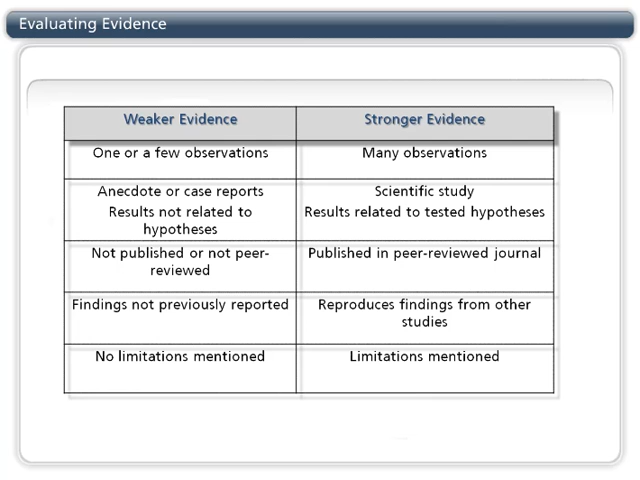 Evaluating Evidence
Weaker Evidence
Stronger Evidence
One or a few observations
Many observations
Anecdote or case reports
Results not related to
hypotheses
Scientific study
Results related to tested hypotheses
Not published or not peer-
reviewed
Published in peer-reviewed journal
Findings not previously reported
Reproduces findings from other
studies
No limitations mentioned
Limitations mentioned